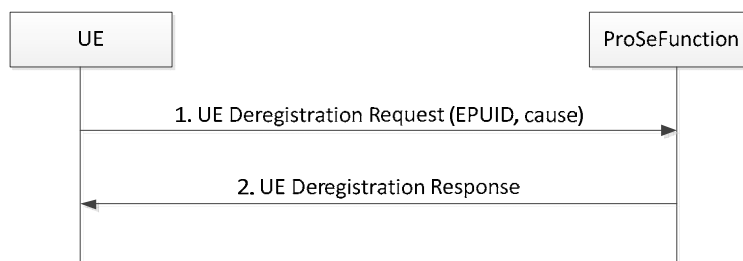 UE
ProSeFunction
1. UE Deregistration Request (EPUID, cause)
2. UE Deregistration Response